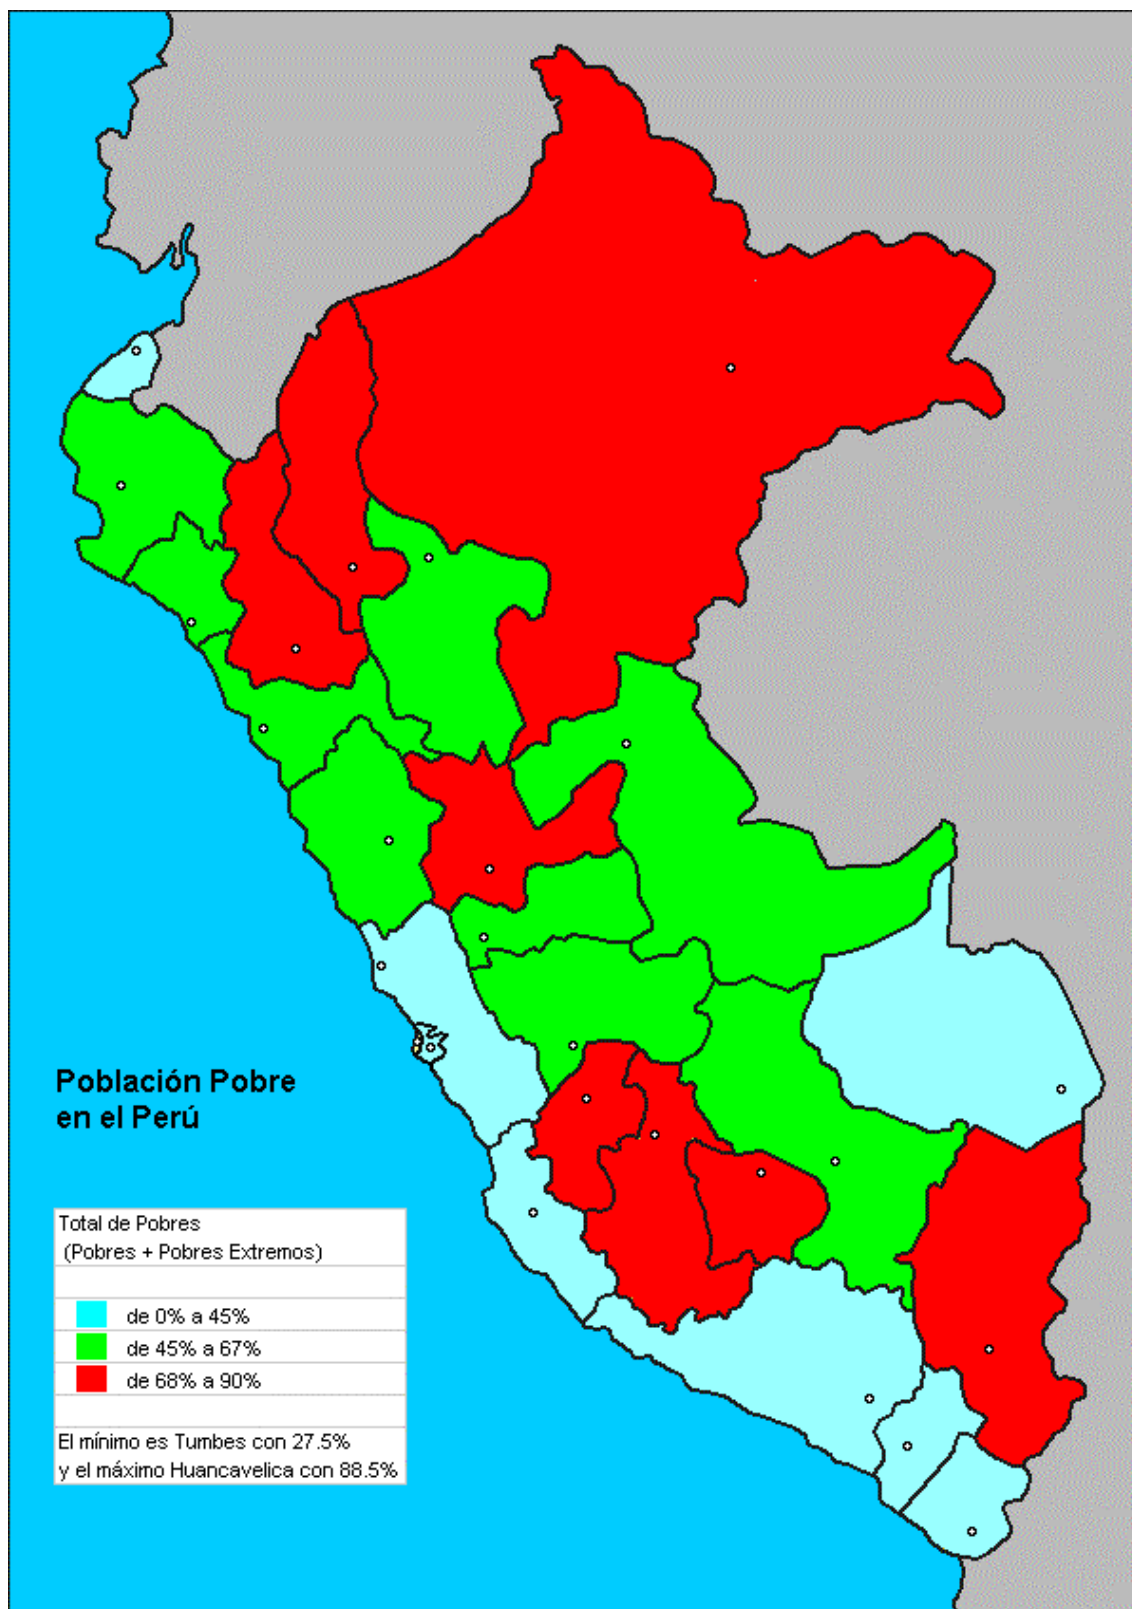 Población Pobre
en el Perú
Total de Pobres
(Pobres + Pobres Extremos)
de 0% a 45%
de 45% a 67%
de 68% a 90%
El mínimo es Tumbes con 27.5%
y el máximo Huancavelica con 88.5%